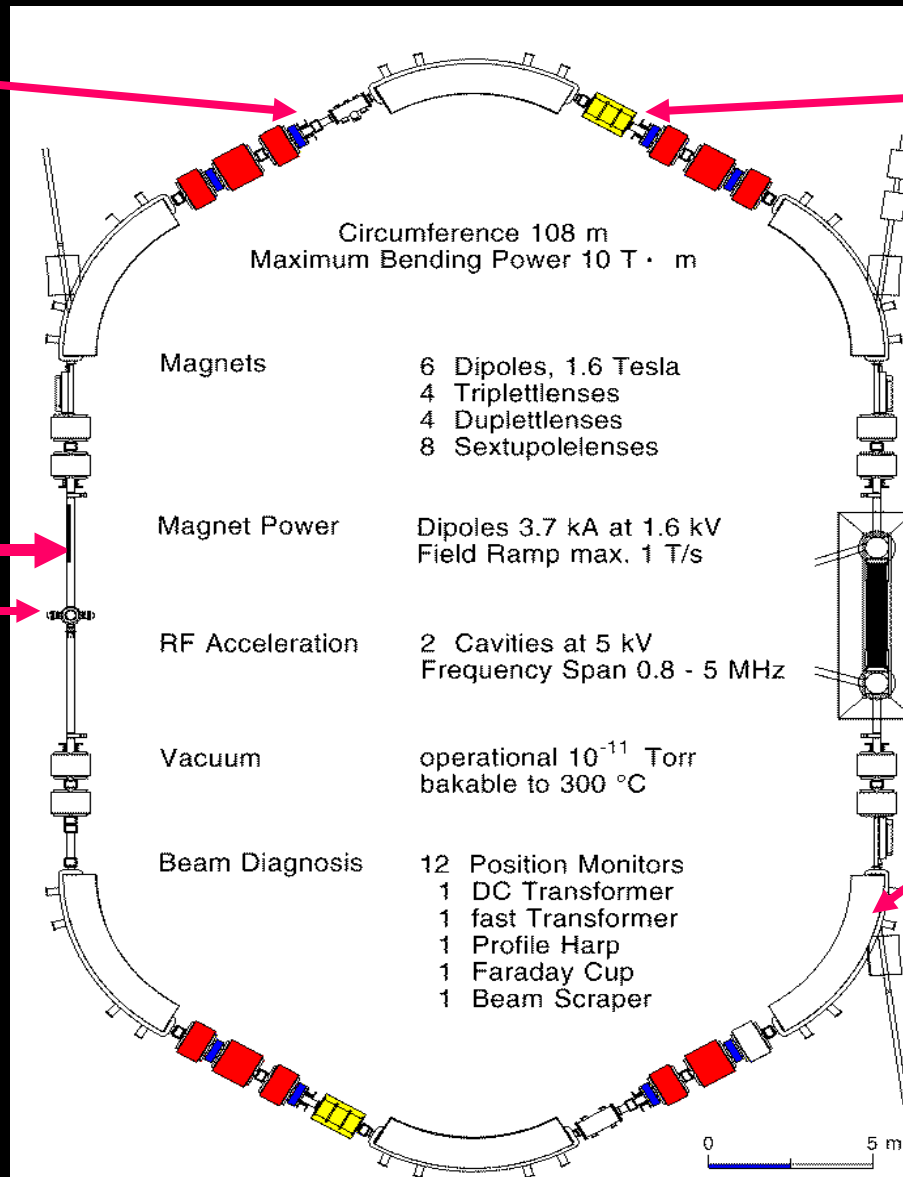 Circumference 108 m
Maximum Bending Power 10 T · m
Magnets 6 Dipoles, 1.6 Tesla
4 Triplettlenses
4 Duplettlenses
8 Sextupolelenses
Magnet Power Dipoles 3.7 kA at 1.6 kV
Field Ramp max. 1 T/s
RF Acceleration 2 Cavities at 5 kV
Frequency Span 0.8 - 5 MHz
Vacuum operational 10⁻¹¹ Torr
bakable to 300 °C
Beam Diagnosis 12 Position Monitors
1 DC Transformer
1 fast Transformer
1 Profile Harp
1 Faraday Cup
1 Beam Scraper
0 5 m